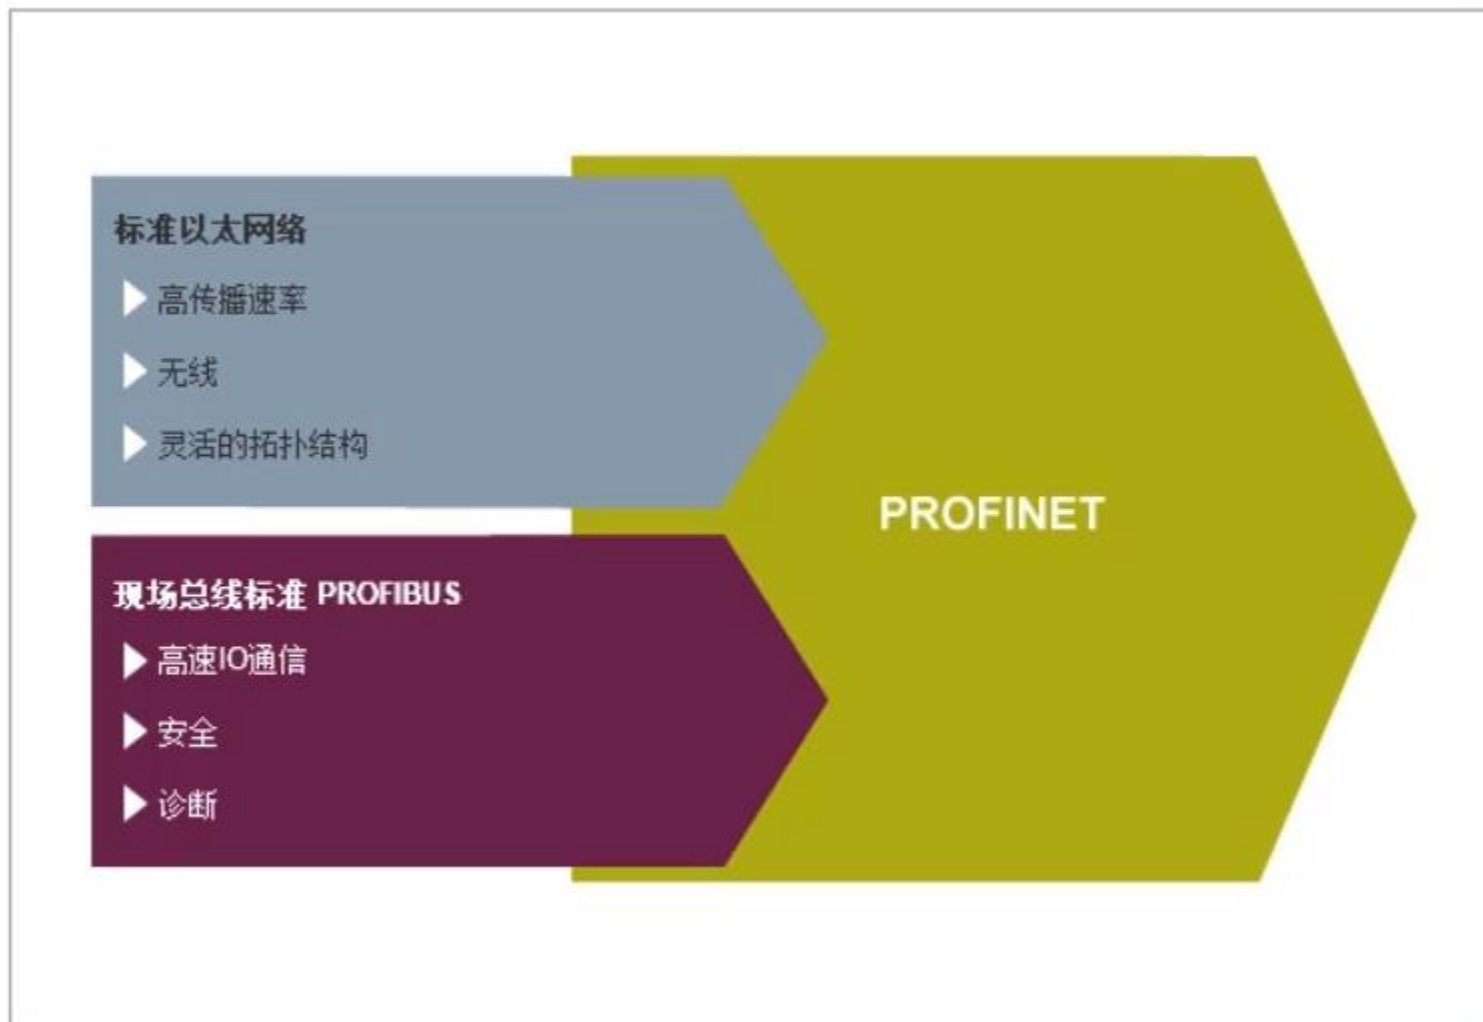 标准以太网络
高传播速率
无线
灵活的拓扑结构
PROFINET
现场总线标准 PROFIBUS
高速IO通信
安全
诊断